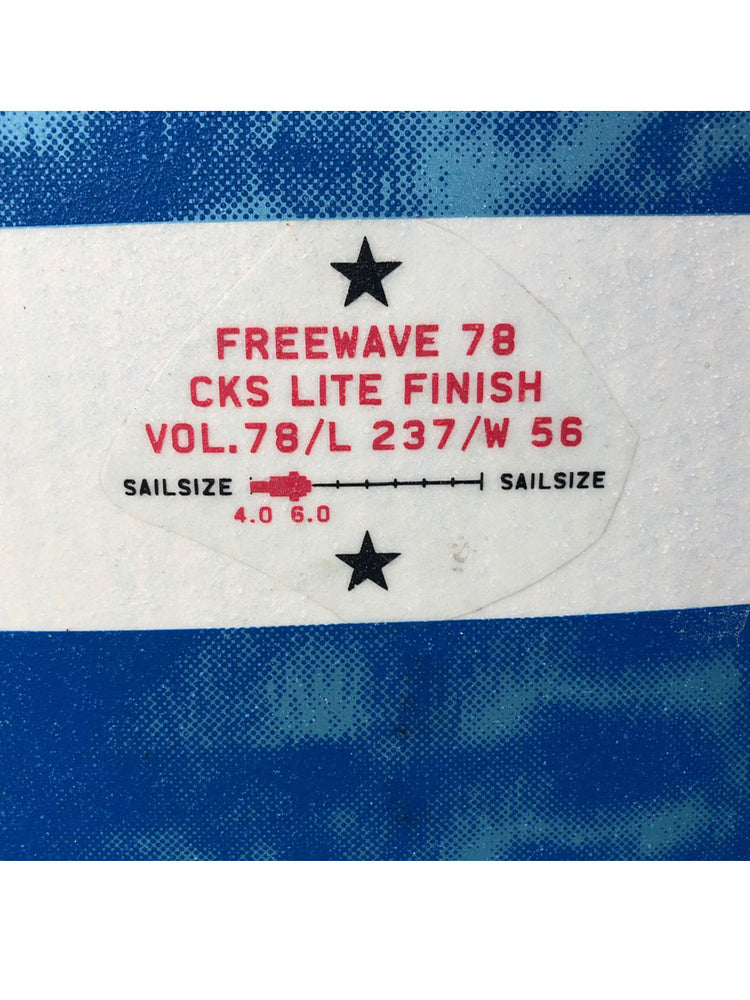 FREEWAVE 78
CKS LITE FINISH
VOL.78/L 237/W 56
SAILSIZE SAILSIZE
4.0 6.0